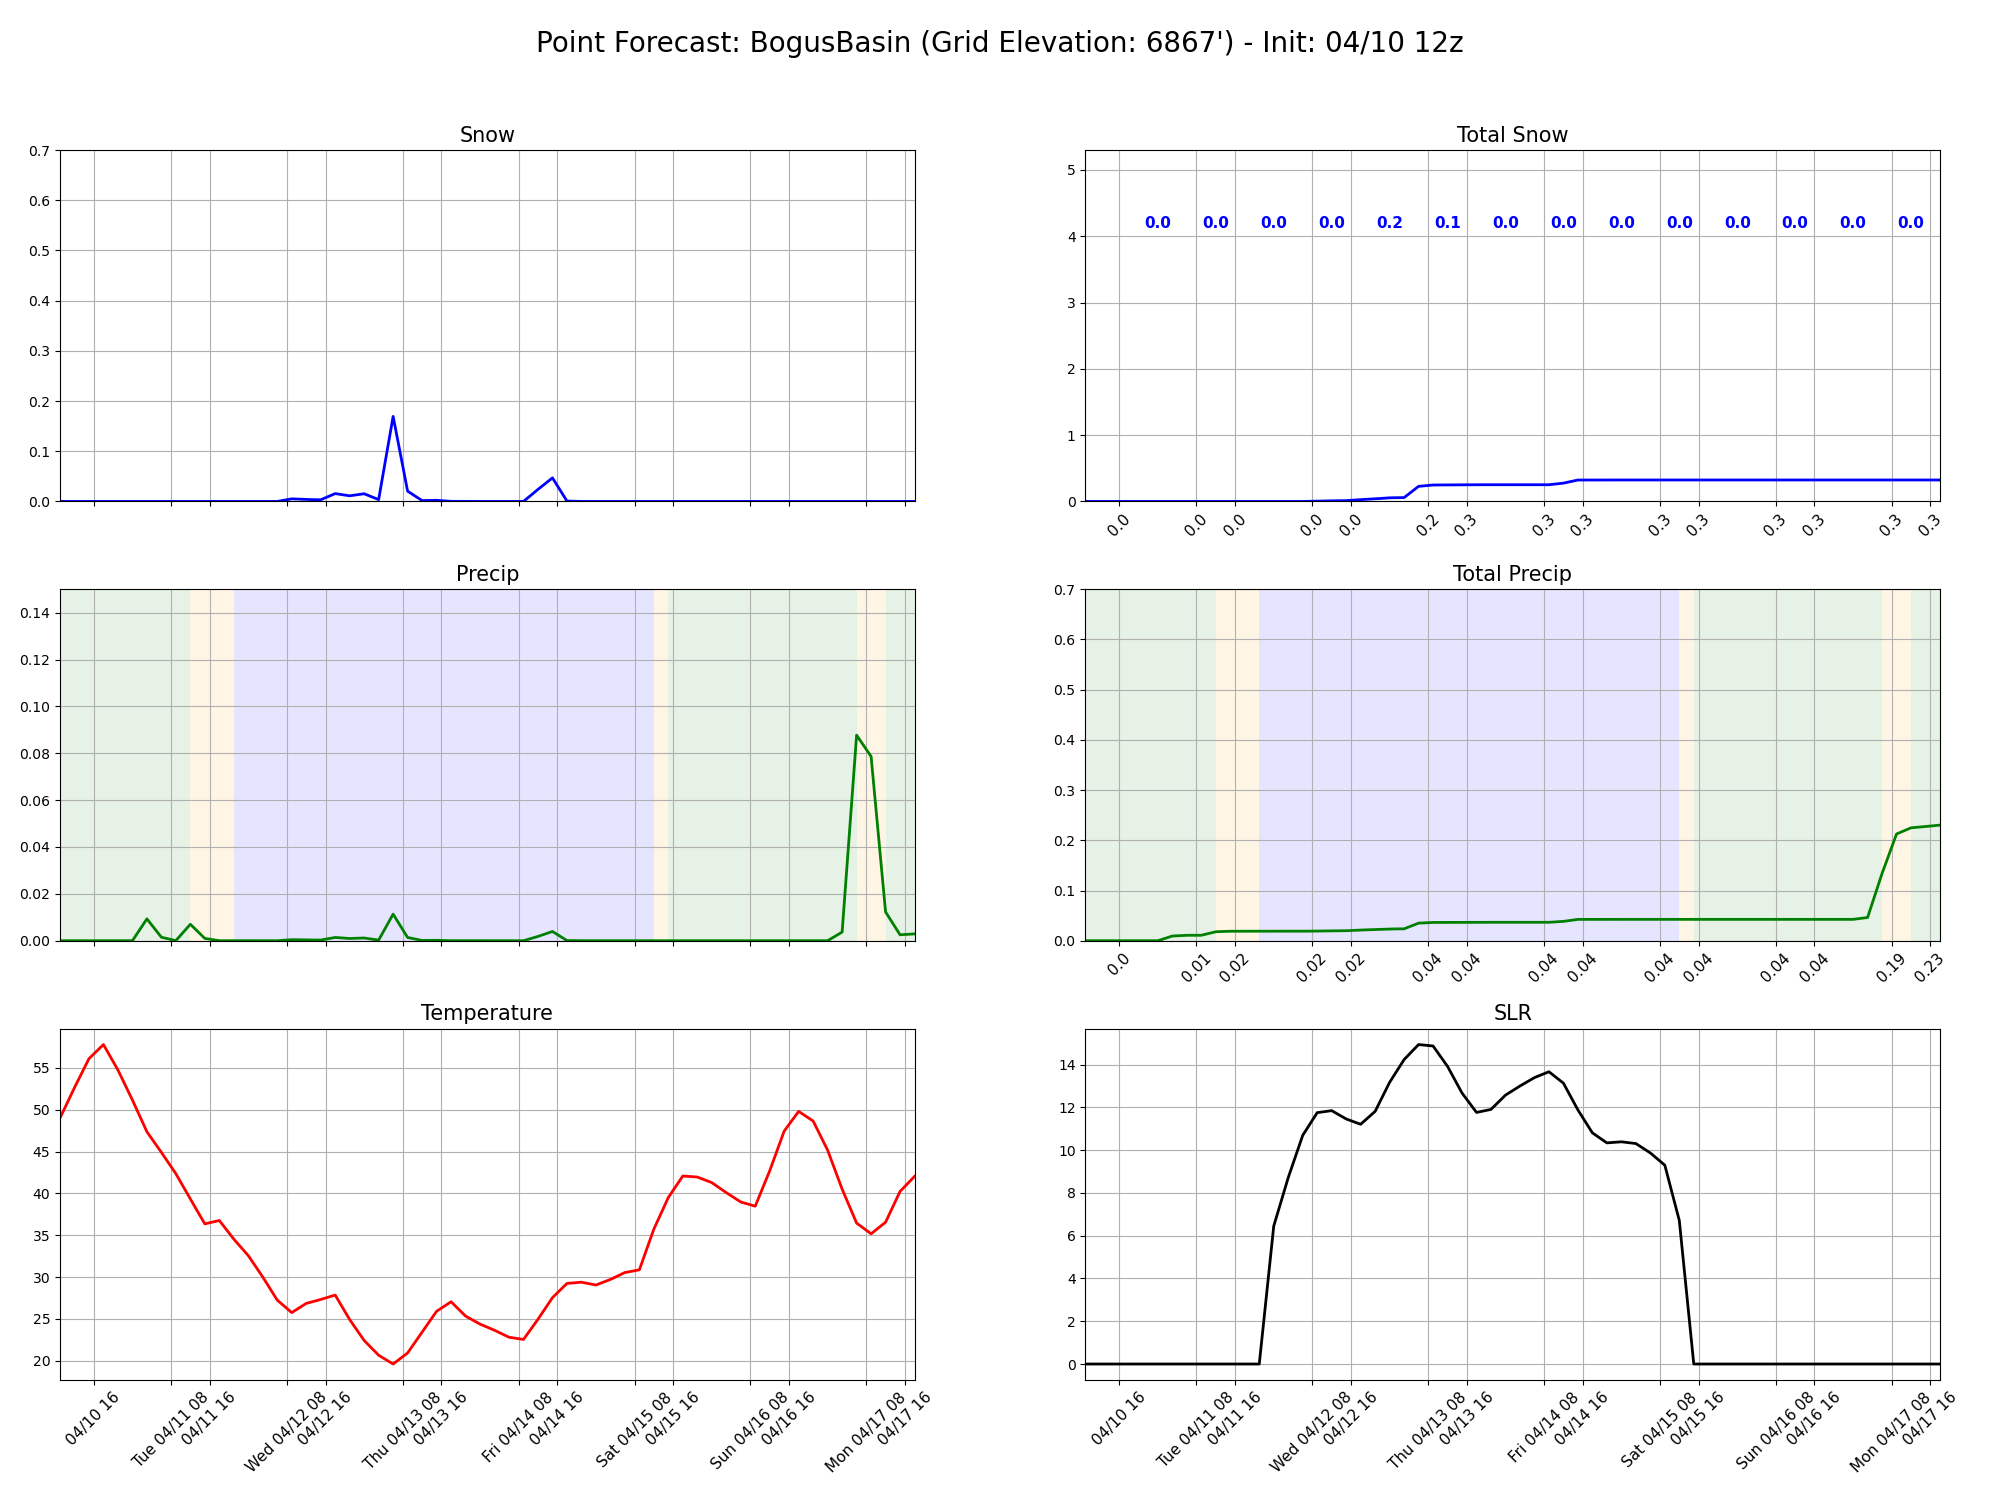 Point Forecast: BogusBasin (Grid Elevation: 6867') - Init: 04/10 12z
Snow
0.7
0.6
0.5
0.4
0.3
0.2
0.1
0.0
Total Snow
5
4
3
2
1
0
0.0 0.0 0.0 0.0 0.2 0.1 0.0 0.0 0.0 0.0 0.0 0.0 0.0 0.0
0.0 0.0 0.0 0.0 0.0 0.2 0.3 0.3 0.3 0.3 0.3 0.3 0.3 0.3 0.3
Precip
0.14
0.12
0.10
0.08
0.06
0.04
0.02
0.00
Total Precip
0.7
0.6
0.5
0.4
0.3
0.2
0.1
0.0
0.0 0.01 0.02 0.02 0.02 0.04 0.04 0.04 0.04 0.04 0.04 0.04 0.04 0.19 0.23
Temperature
55
50
45
40
35
30
25
20
04/10 16
Tue 04/11 08
04/11 16
Wed 04/12 08
04/12 16
Thu 04/13 08
04/13 16
Fri 04/14 08
04/14 16
Sat 04/15 08
04/15 16
Sun 04/16 08
04/16 16
Mon 04/17 08
04/17 16
SLR
14
12
10
8
6
4
2
0
04/10 16
Tue 04/11 08
04/11 16
Wed 04/12 08
04/12 16
Thu 04/13 08
04/13 16
Fri 04/14 08
04/14 16
Sat 04/15 08
04/15 16
Sun 04/16 08
04/16 16
Mon 04/17 08
04/17 16